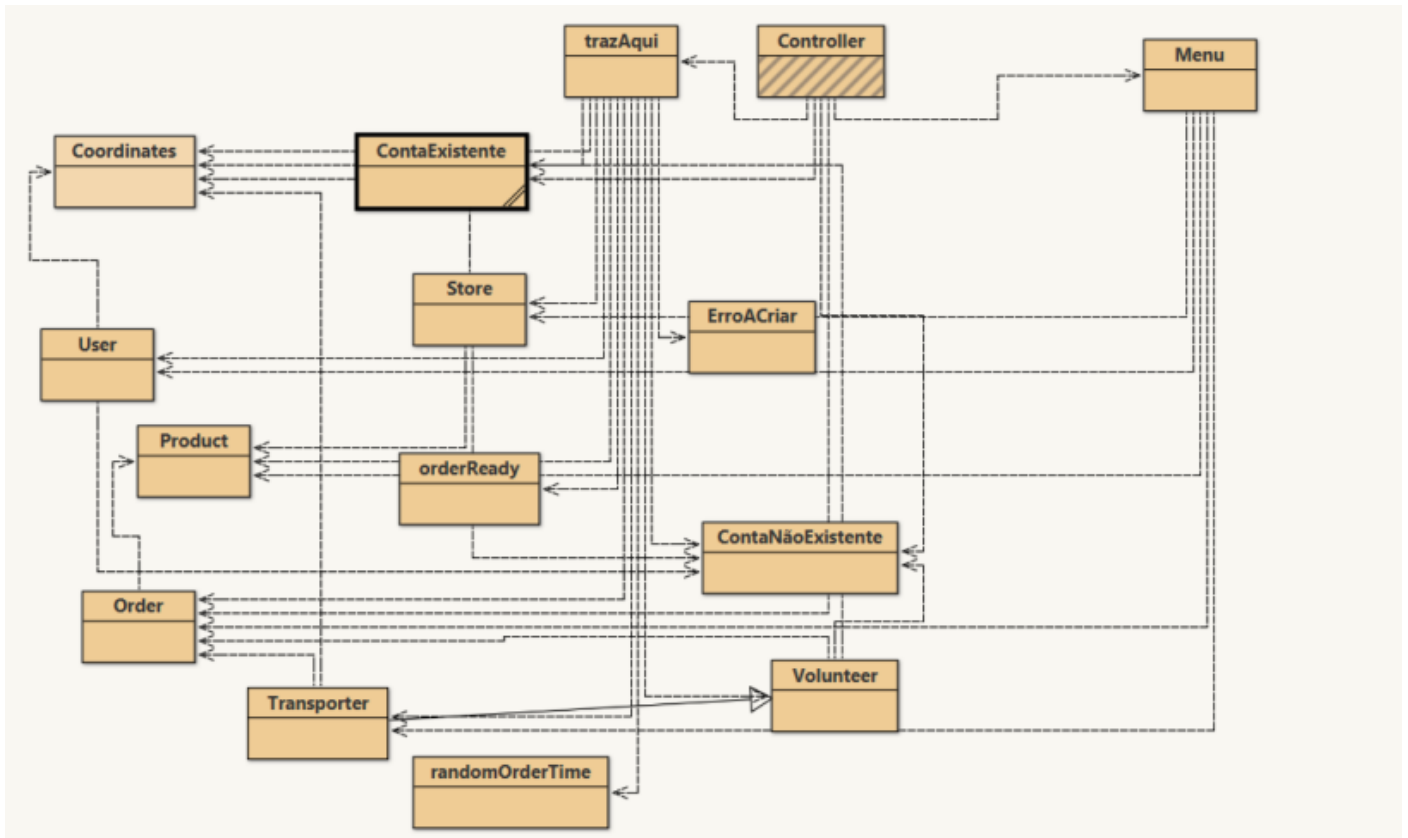 trazAqui
Controller
Menu
Coordinates
ContaExistente
Store
ErroACriar
User
Product
orderReady
ContaNãoExistente
Order
Volunteer
Transporter
randomOrderTime